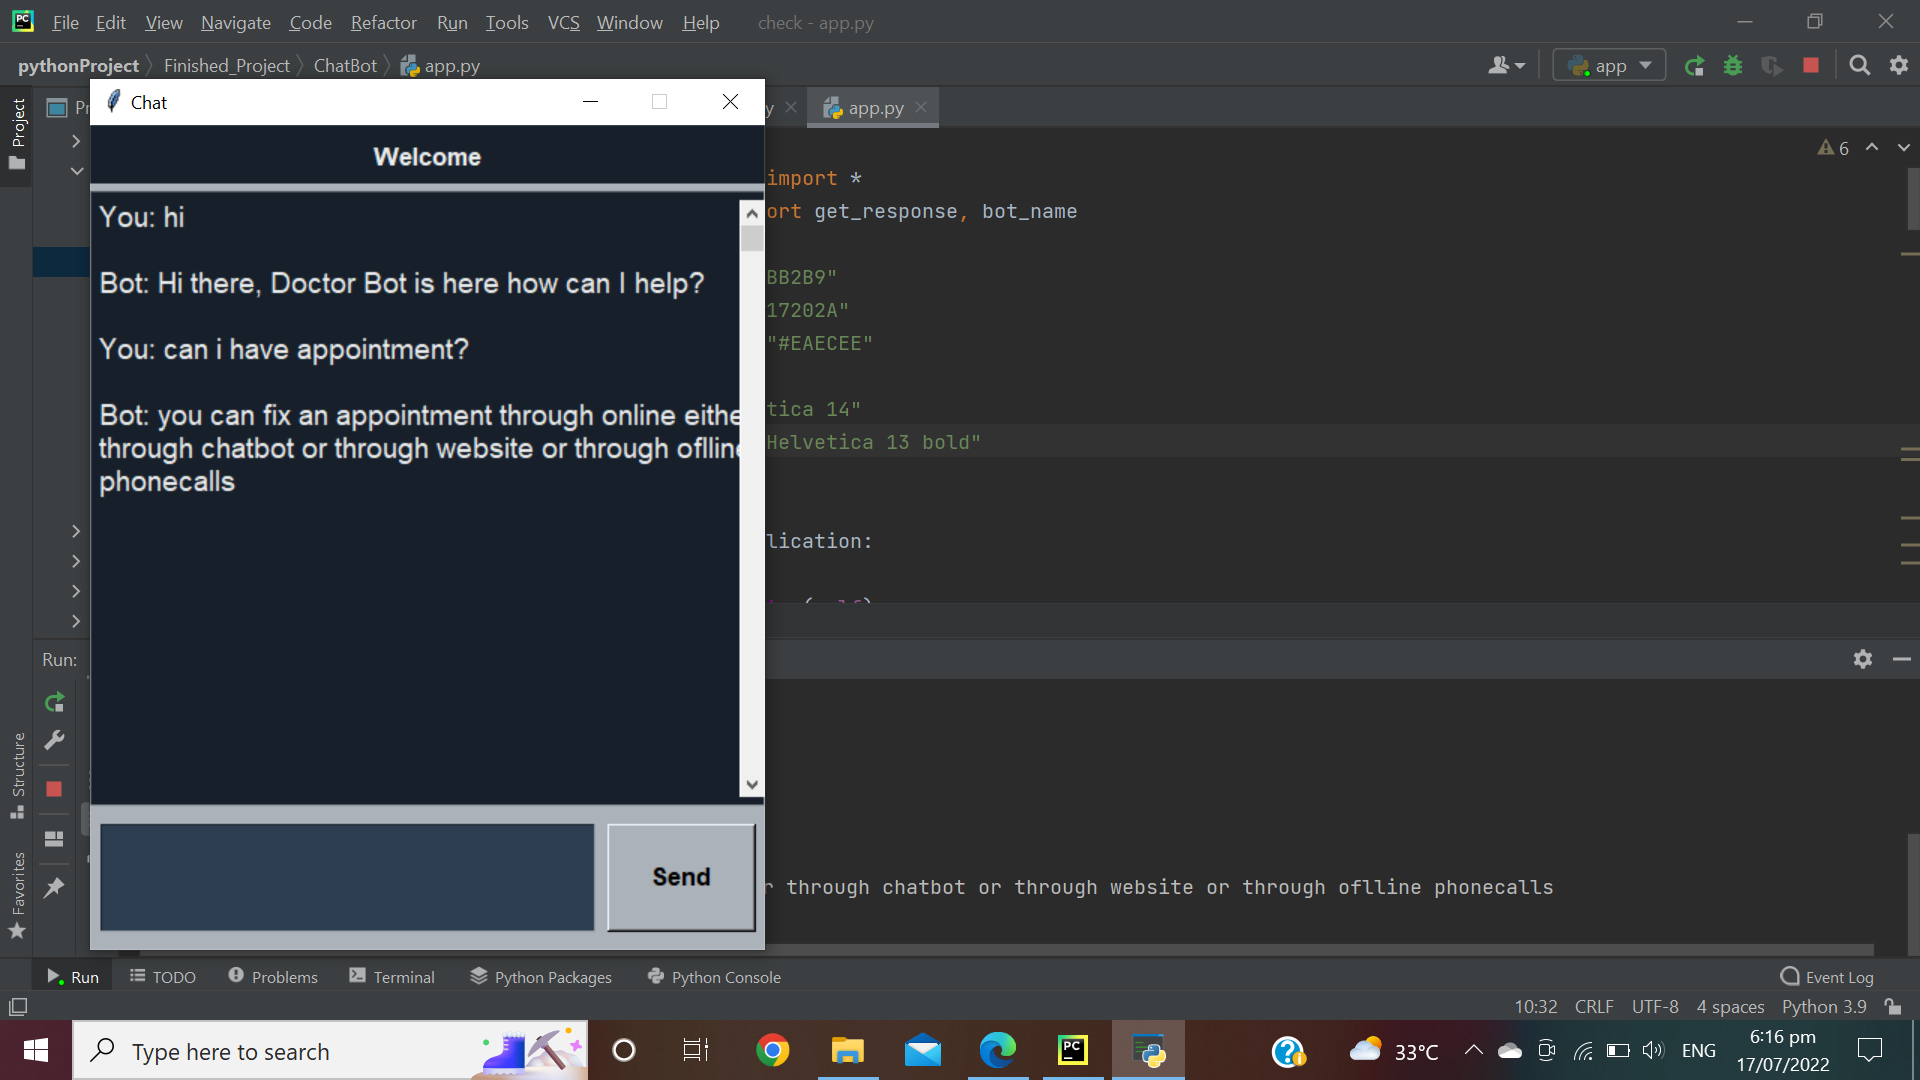 File Edit View Navigate Code Refactor Run Tools VCS Window Help check - app.py
pythonProject Finished_Project ChatBot app.py
app
Project
Chat
app.py
Welcome
6
import *
You: hi
get_response, bot_name
Bot: Hi there, Doctor Bot is here how can I help?
BB2B9"
17202A"
You: can i have appointment?
"#EAECEE"
Bot: you can fix an appointment through online
tica 14"
through chatbot or through website or through
Helvetica 13 bold"
phonecalls
lication:
Run:
Structure
Favorites
Send
through chatbot or through website or through oflline phonecalls
Run TODO Problems Terminal Python Packages Python Console Event Log
10:32 CRLF UTF-8 4 spaces Python 3.9
Type here to search
PC
33°C
ENG
6:16 pm
17/07/2022